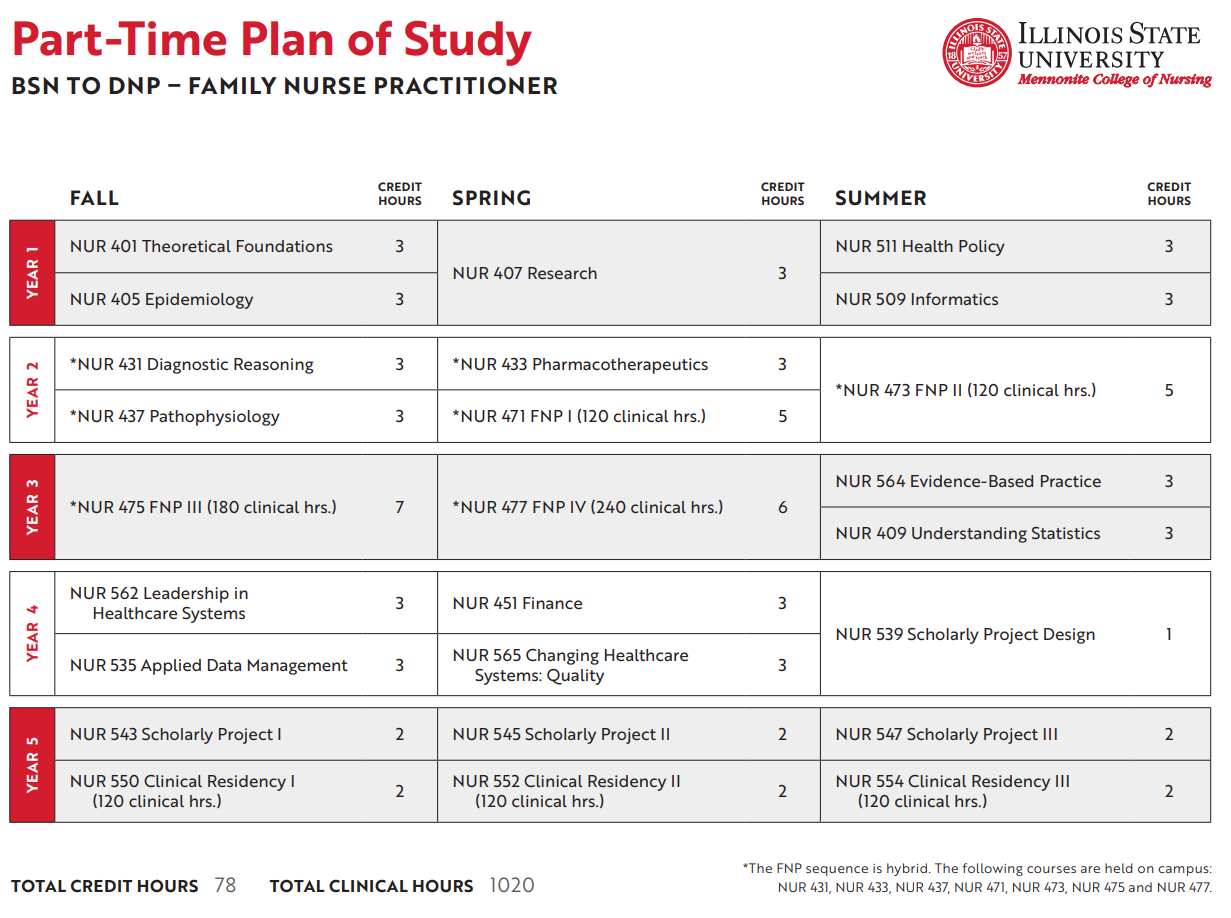 Part-Time Plan of Study
BSN TO DNP – FAMILY NURSE PRACTITIONER
ILLINOIS STATE
UNIVERSITY
Mennonite College of Nursing
FALL CREDIT HOURS SPRING CREDIT HOURS SUMMER CREDIT HOURS
YEAR 1
NUR 401 Theoretical Foundations 3
NUR 405 Epidemiology 3
NUR 407 Research 3
NUR 511 Health Policy 3
NUR 509 Informatics 3
YEAR 2
*NUR 431 Diagnostic Reasoning 3
*NUR 437 Pathophysiology 3
*NUR 433 Pharmacotherapeutics 3
*NUR 471 FNP I (120 clinical hrs.) 5
*NUR 473 FNP II (120 clinical hrs.) 5
YEAR 3
*NUR 475 FNP III (180 clinical hrs.) 7
*NUR 477 FNP IV (240 clinical hrs.) 6
NUR 564 Evidence-Based Practice 3
NUR 409 Understanding Statistics 3
YEAR 4
NUR 562 Leadership in
Healthcare Systems 3
NUR 535 Applied Data Management 3
NUR 451 Finance 3
NUR 565 Changing Healthcare
Systems: Quality 3
NUR 539 Scholarly Project Design 1
YEAR 5
NUR 543 Scholarly Project I 2
NUR 550 Clinical Residency I
(120 clinical hrs.) 2
NUR 545 Scholarly Project II 2
NUR 552 Clinical Residency II
(120 clinical hrs.) 2
NUR 547 Scholarly Project III 2
NUR 554 Clinical Residency III
(120 clinical hrs.) 2
TOTAL CREDIT HOURS 78 TOTAL CLINICAL HOURS 1020
*The FNP sequence is hybrid. The following courses are held on campus:
NUR 431, NUR 433, NUR 437, NUR 471, NUR 473, NUR 475 and NUR 477.